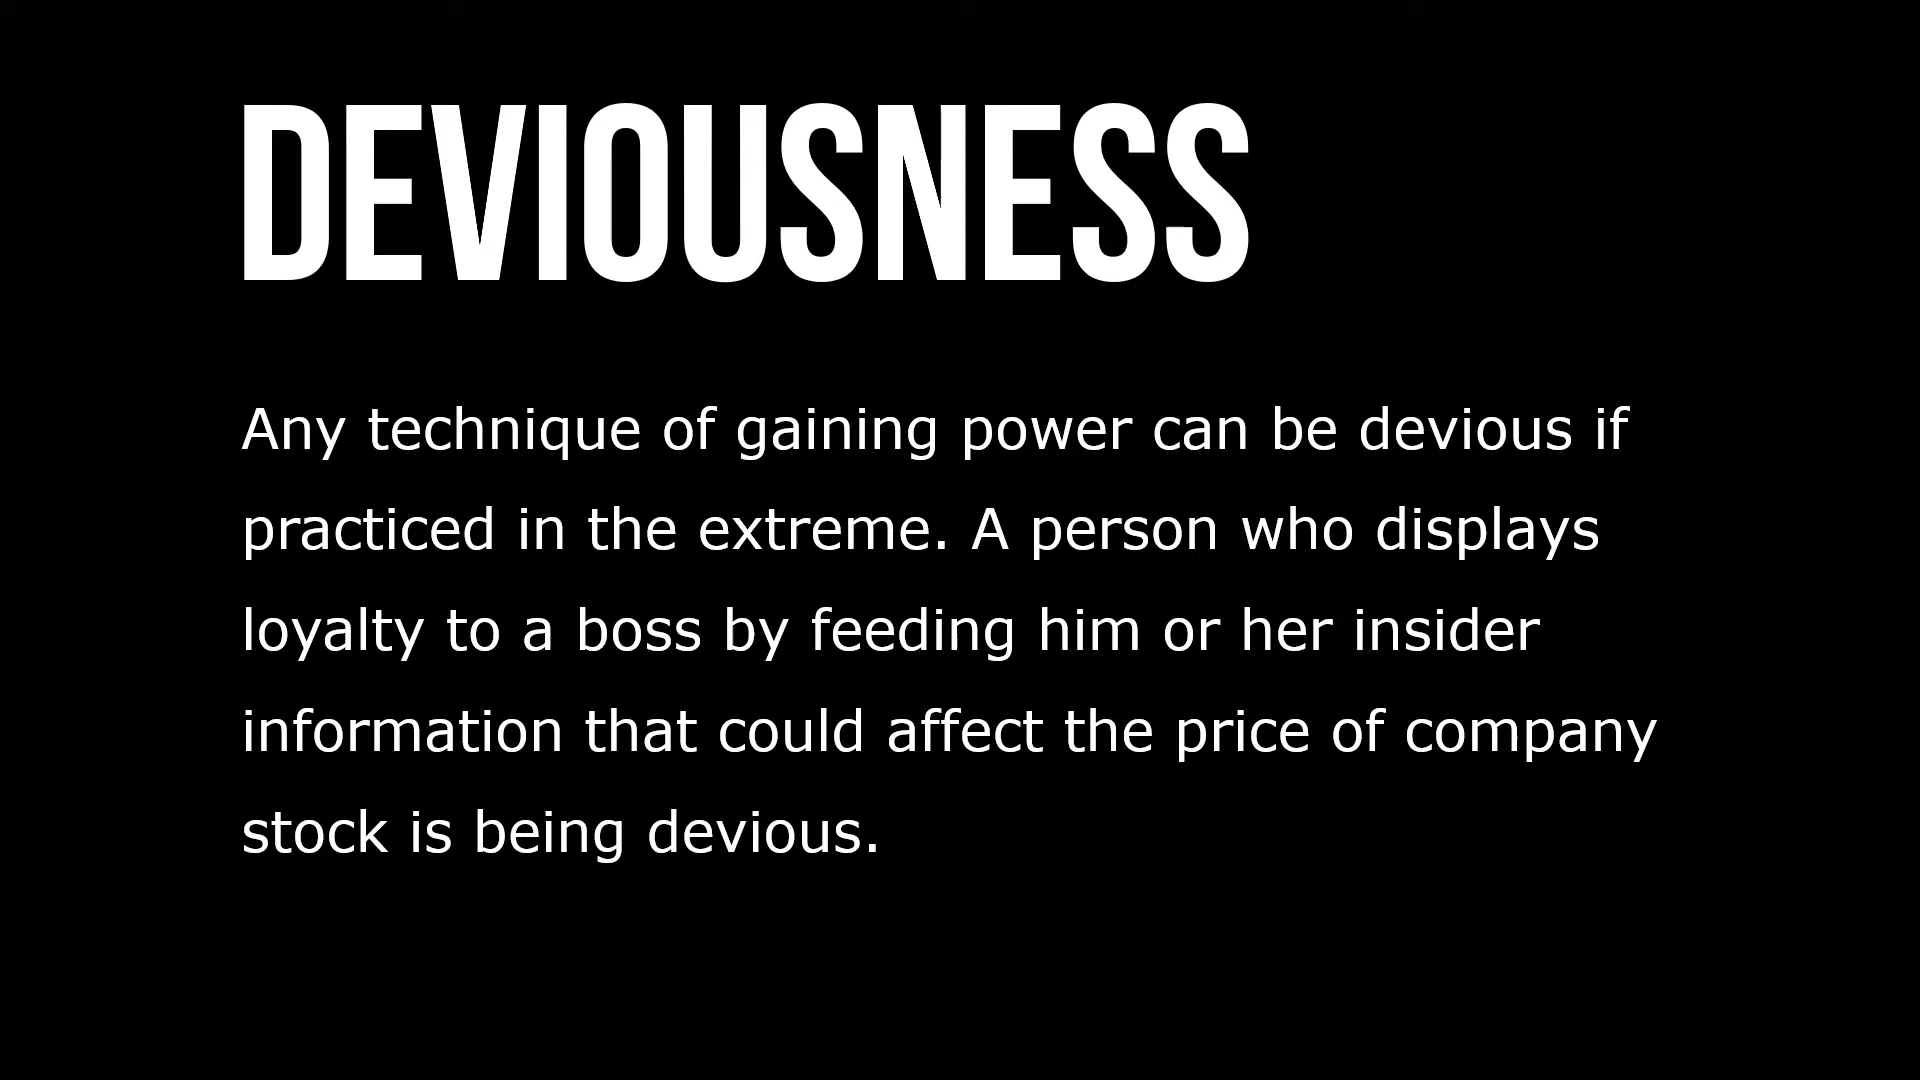 DEVIOUSNESS
Any technique of gaining power can be devious if
practiced in the extreme. A person who displays
loyalty to a boss by feeding him or her insider
information that could affect the price of company
stock is being devious.